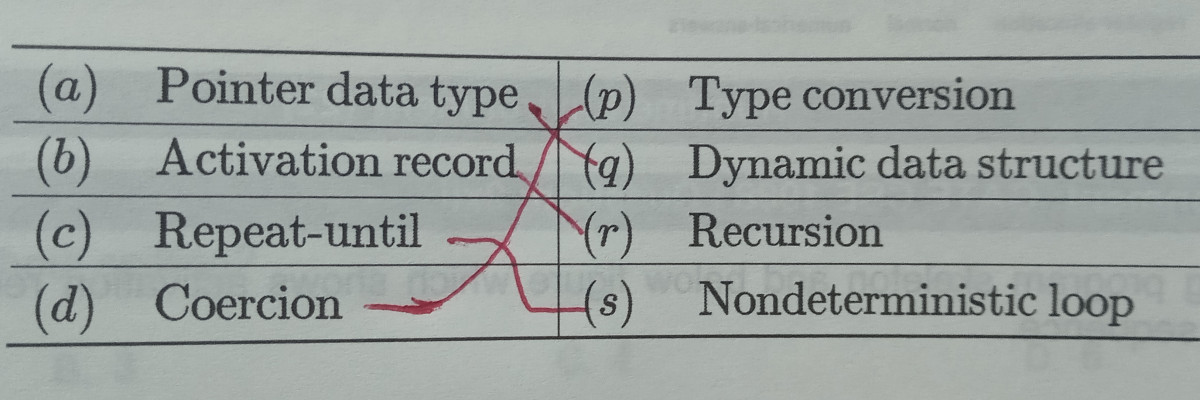 (a) Pointer data type (p) Type conversion
(b) Activation record (q) Dynamic data structure
(c) Repeat-until (r) Recursion
(d) Coercion (s) Nondeterministic loop